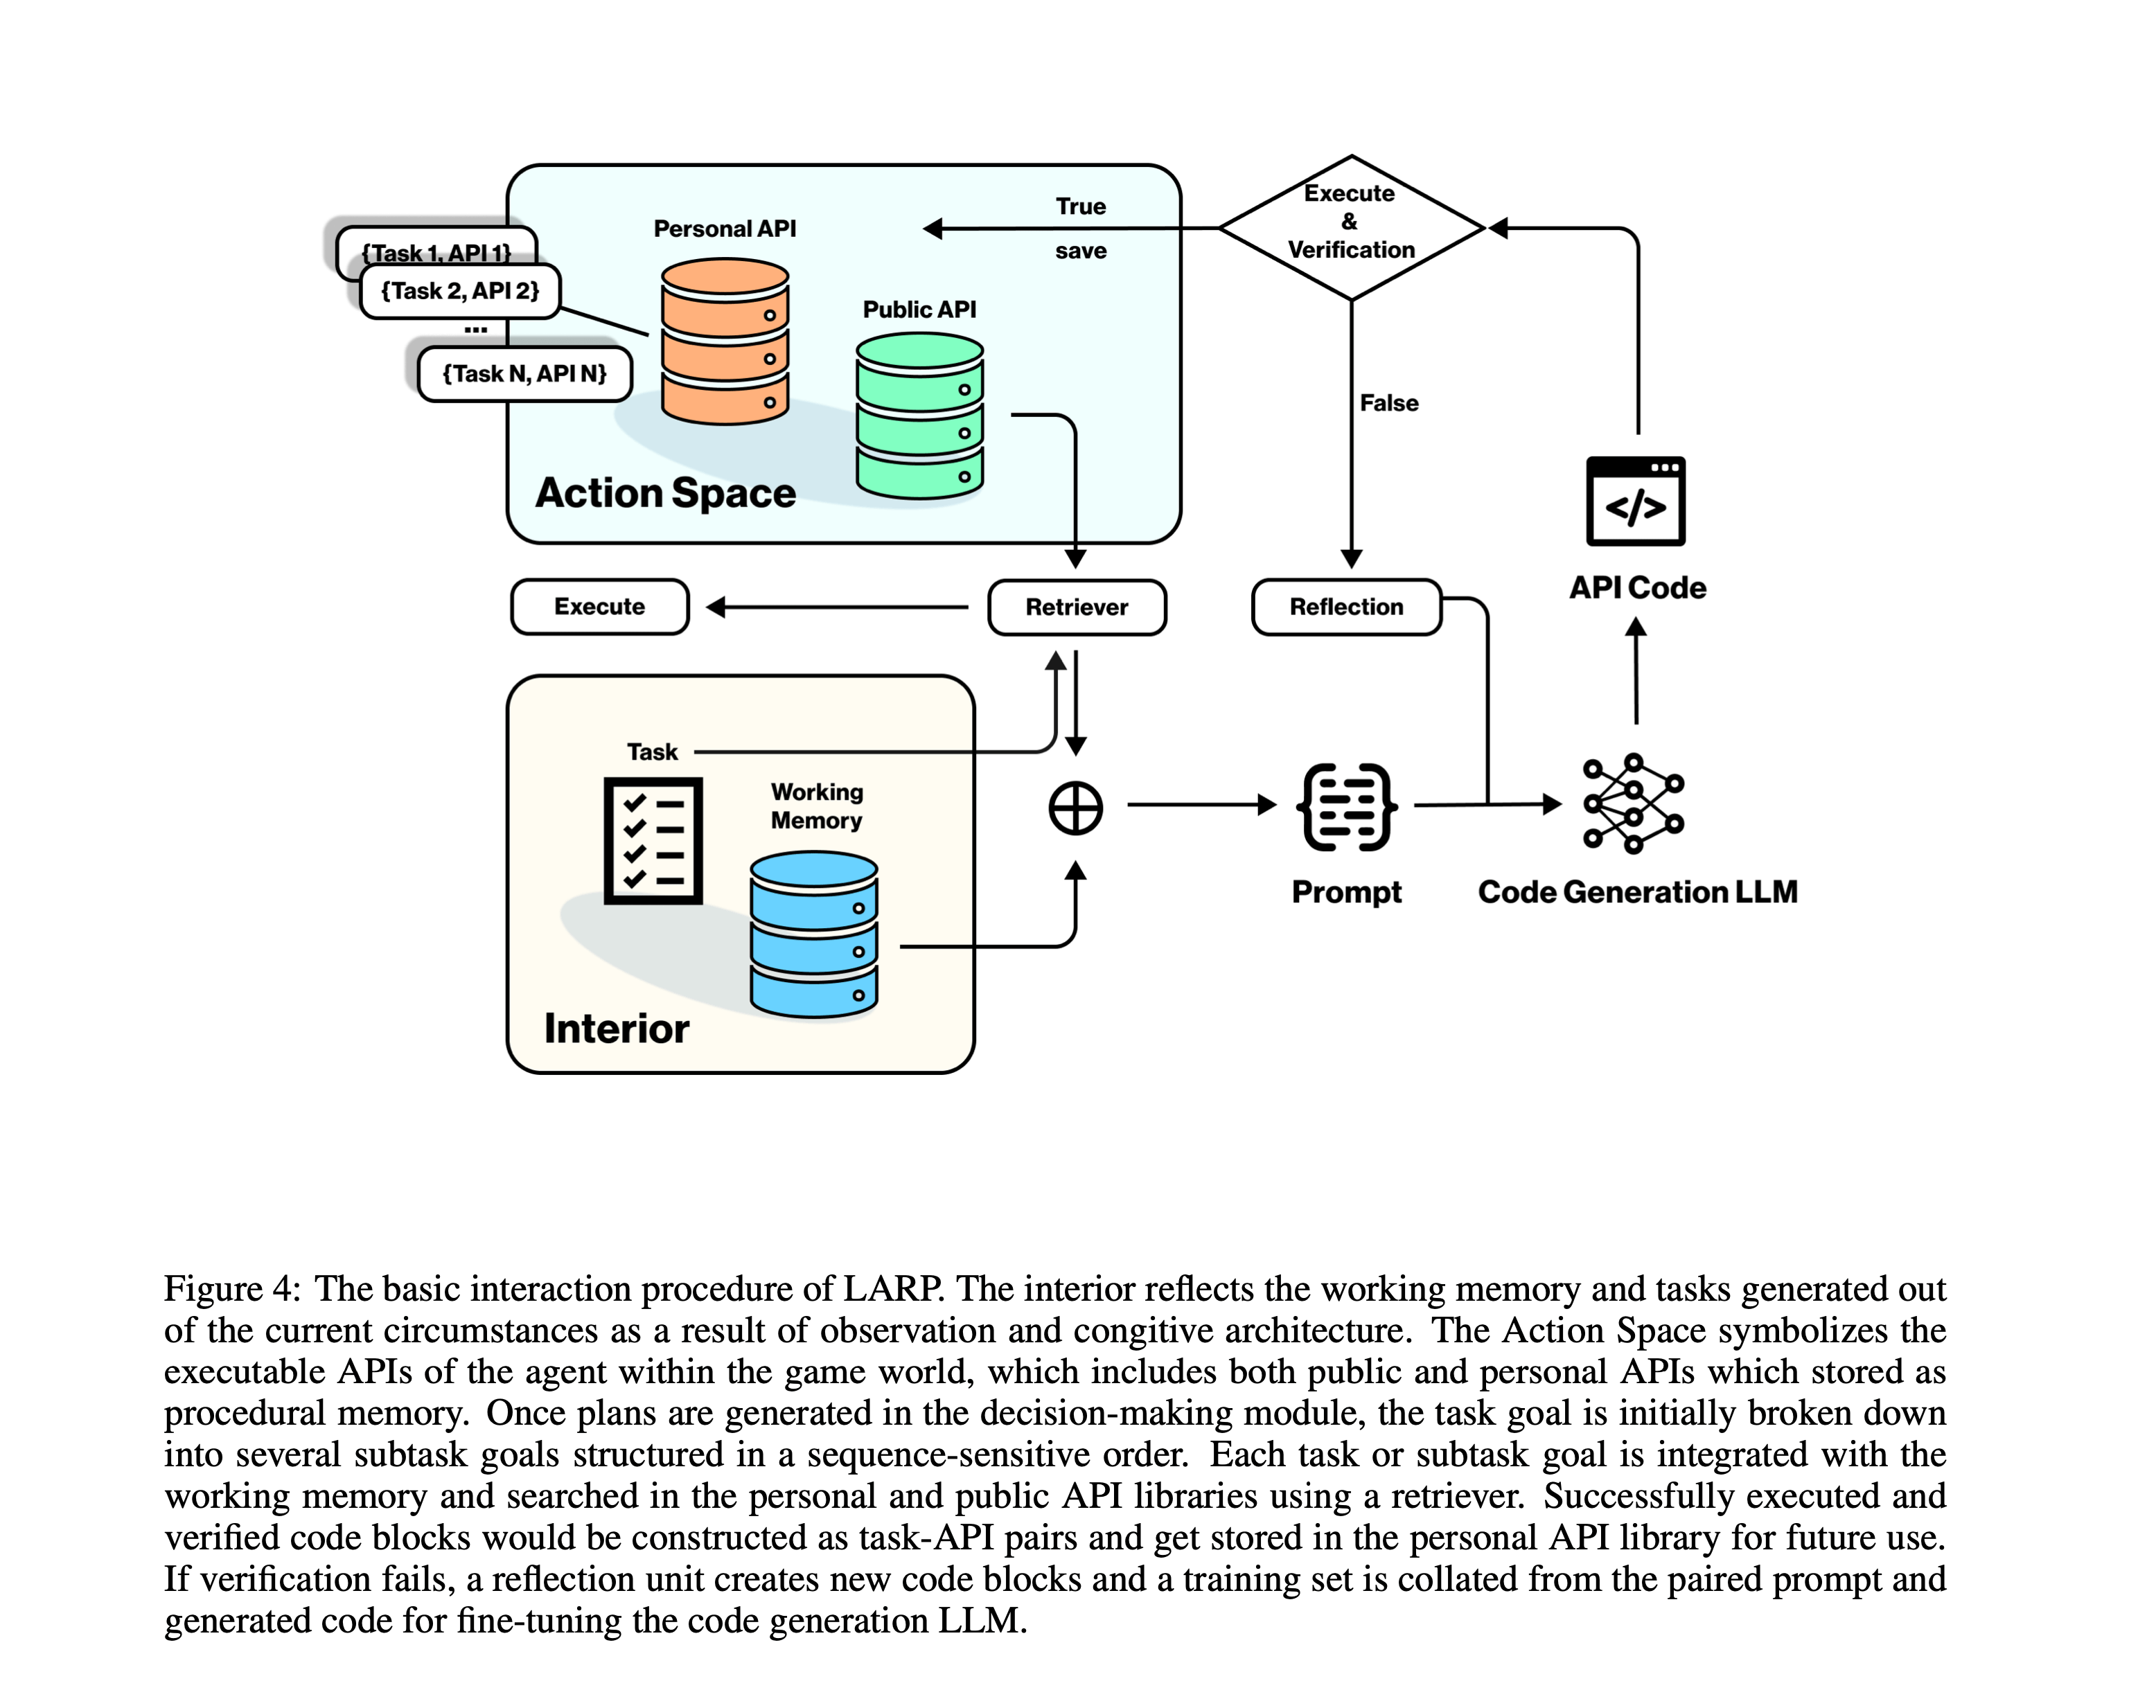 Execute
&
Verification
True
save
Personal API
{Task 1, API 1}
{Task 2, API 2}
...
{Task N, API N}
Public API
False
Action Space
API Code
Execute
Retriever
Reflection
Task
Working
Memory
Prompt
Code Generation LLM
Interior
Figure 4: The basic interaction procedure of LARP. The interior reflects the working memory and tasks generated out
of the current circumstances as a result of observation and congitive architecture. The Action Space symbolizes the
executable APIs of the agent within the game world, which includes both public and personal APIs which stored as
procedural memory. Once plans are generated in the decision-making module, the task goal is initially broken down
into several subtask goals structured in a sequence-sensitive order. Each task or subtask goal is integrated with the
working memory and searched in the personal and public API libraries using a retriever. Successfully executed and
verified code blocks would be constructed as task-API pairs and get stored in the personal API library for future use.
If verification fails, a reflection unit creates new code blocks and a training set is collated from the paired prompt and
generated code for fine-tuning the code generation LLM.